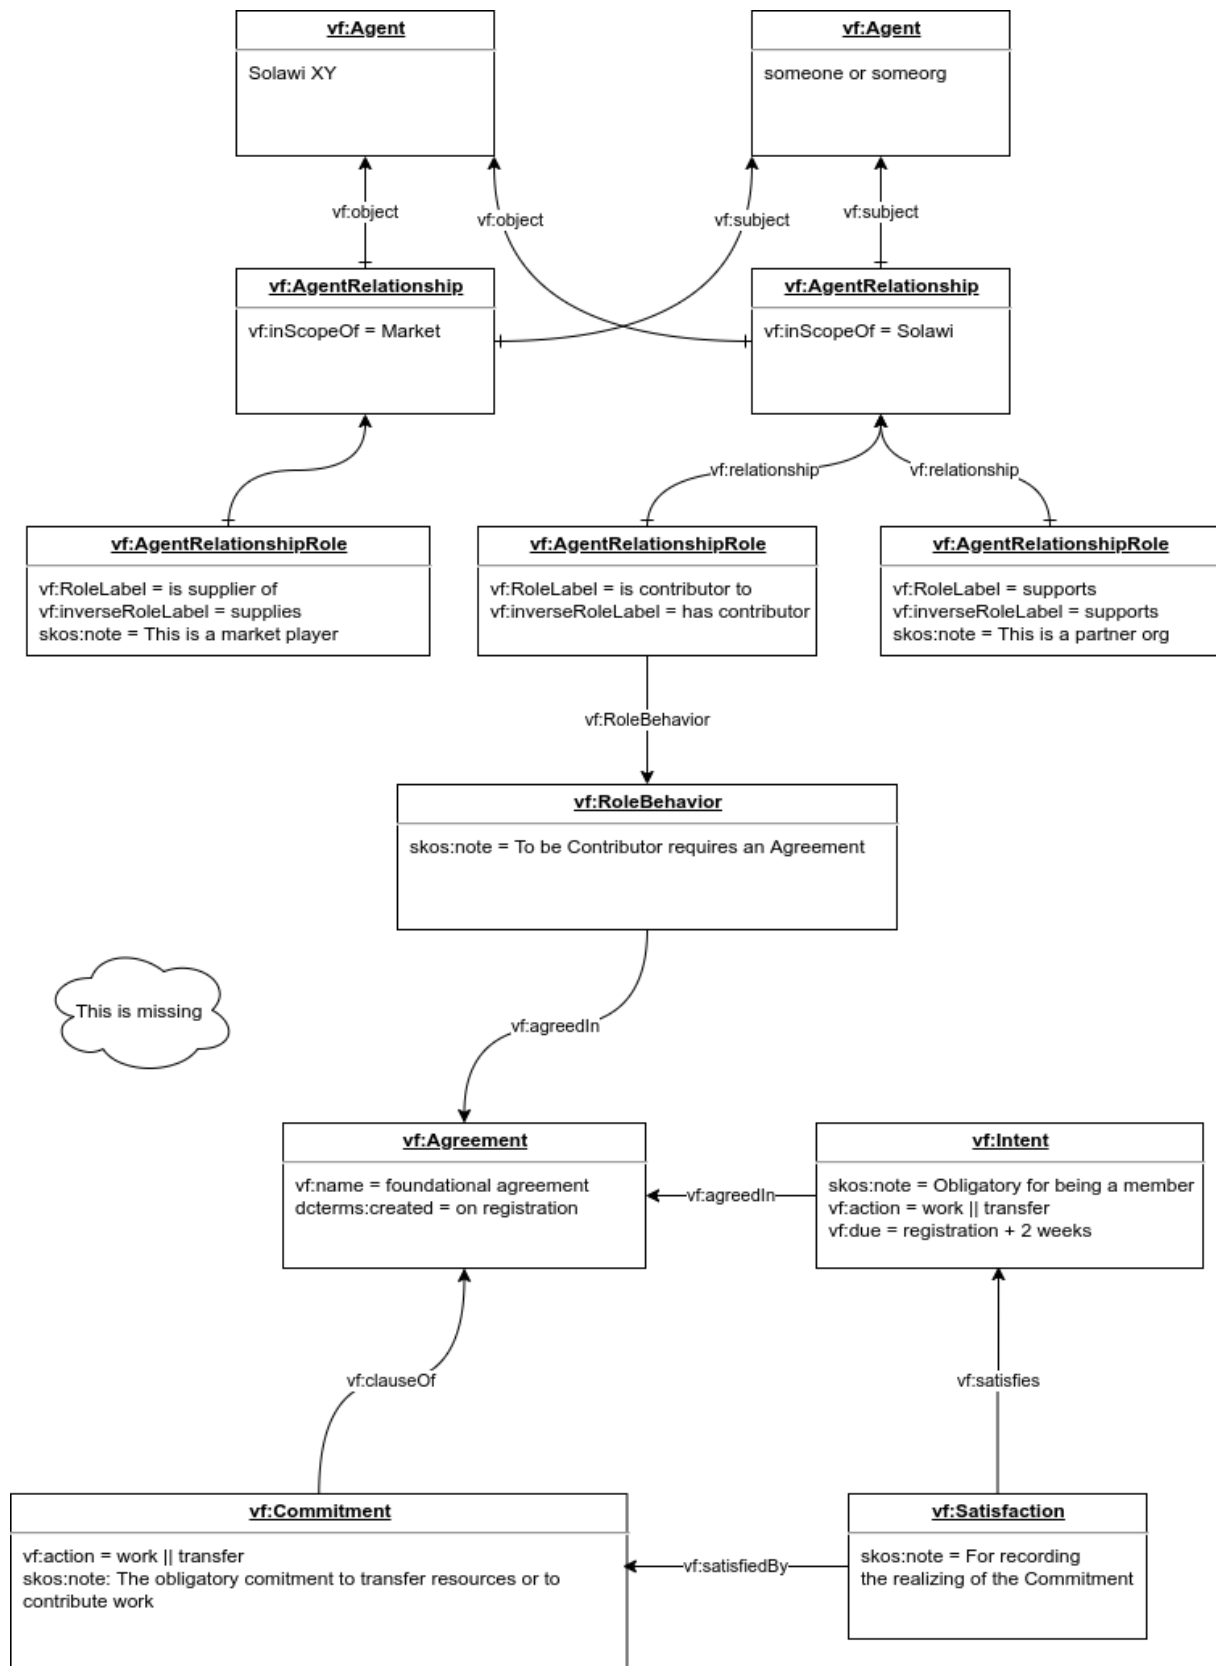 vf:Agent
Solawi XY
vf:Agent
someone or someorg
vf:object
vf:object
vf:subject
vf:subject
vf:AgentRelationship
vf:inScopeOf = Market
vf:AgentRelationship
vf:inScopeOf = Solawi
vf:relationship
vf:relationship
vf:AgentRelationshipRole
vf:RoleLabel = is supplier of
vf:inverseRoleLabel = supplies
skos:note = This is a market player
vf:AgentRelationshipRole
vf:RoleLabel = is contributor to
vf:inverseRoleLabel = has contributor
vf:AgentRelationshipRole
vf:RoleLabel = supports
vf:inverseRoleLabel = supports
skos:note = This is a partner org
vf:RoleBehavior
vf:RoleBehavior
skos:note = To be Contributor requires an Agreement
This is missing
vf:agreedIn
vf:Agreement
vf:name = foundational agreement
dcterms:created = on registration
vf:agreedIn
vf:Intent
skos:note = Obligatory for being a member
vf:action = work || transfer
vf:due = registration + 2 weeks
vf:clauseOf
vf:satisfies
vf:Commitment
vf:action = work || transfer
skos:note: The obligatory comitment to transfer resources or to
contribute work
vf:satisfiedBy
vf:Satisfaction
skos:note = For recording
the realizing of the Commitment